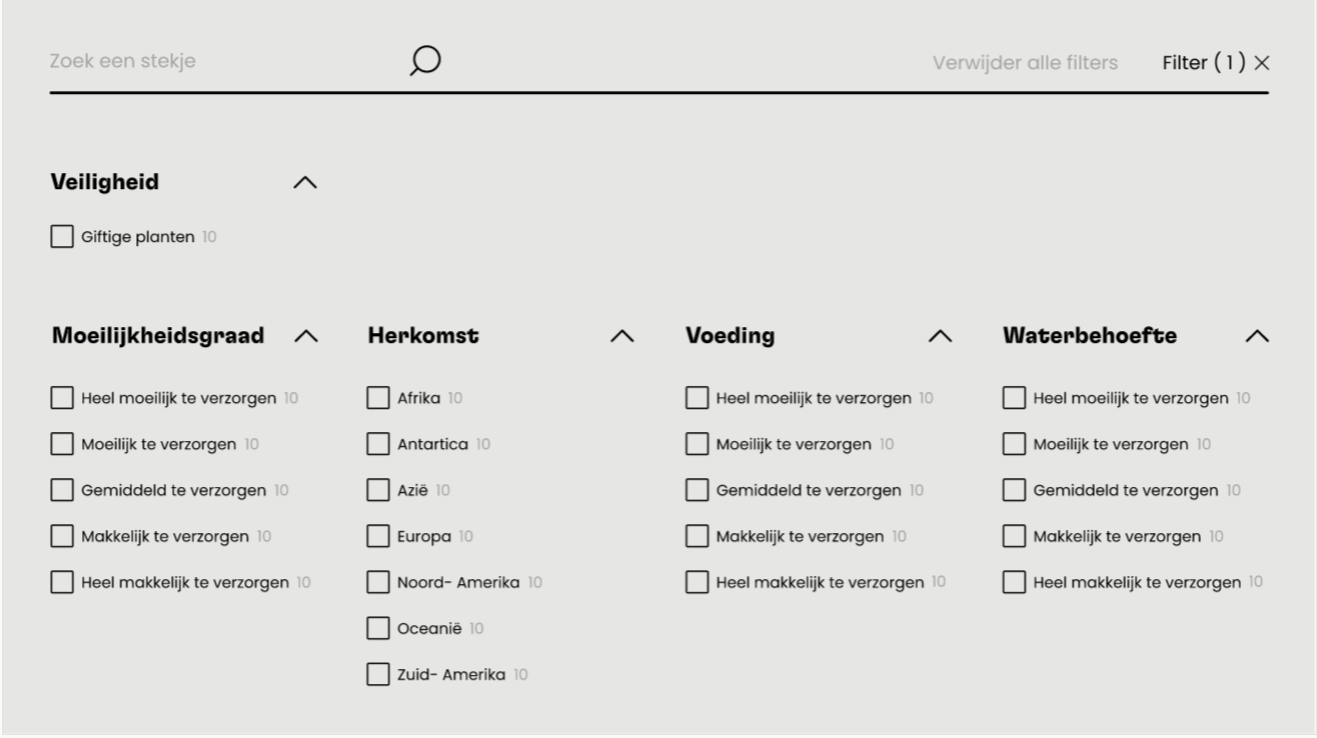 Zoek een stekje
Verwijder alle filters
Filter ( 1 )
Veiligheid
Giftige planten 10
Moeilijkheidsgraad
Heel moeilijk te verzorgen 10
Moeilijk te verzorgen 10
Gemiddeld te verzorgen 10
Makkelijk te verzorgen 10
Heel makkelijk te verzorgen 10
Herkomst
Afrika 10
Antartica 10
Azië 10
Europa 10
Noord- Amerika 10
Oceanië 10
Zuid- Amerika 10
Voeding
Heel moeilijk te verzorgen 10
Moeilijk te verzorgen 10
Gemiddeld te verzorgen 10
Makkelijk te verzorgen 10
Heel makkelijk te verzorgen 10
Waterbehoefte
Heel moeilijk te verzorgen 10
Moeilijk te verzorgen 10
Gemiddeld te verzorgen 10
Makkelijk te verzorgen 10
Heel makkelijk te verzorgen 10